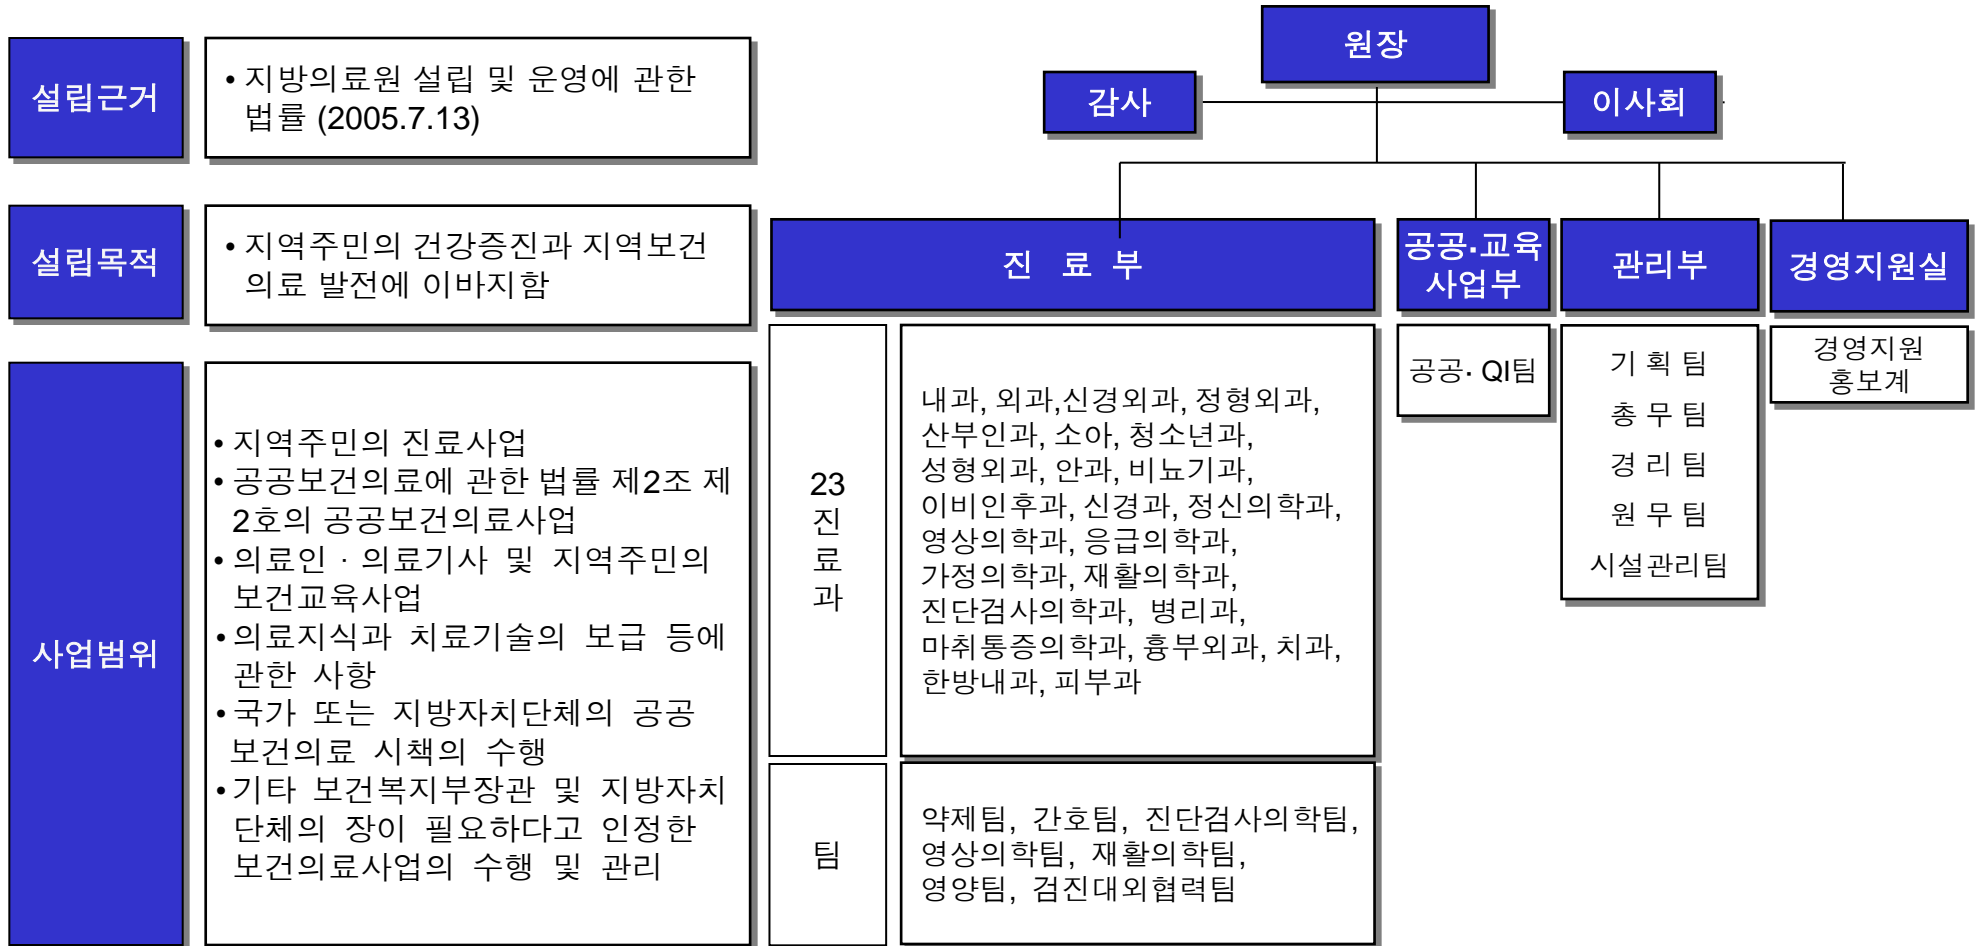 설립근거
• 지방의료원 설립 및 운영에 관한
법률 (2005.7.13)
설립목적
• 지역주민의 건강증진과 지역보건
의료 발전에 이바지함
사업범위
• 지역주민의 진료사업
• 공공보건의료에 관한 법률 제2조 제
2호의 공공보건의료사업
• 의료인 · 의료기사 및 지역주민의
보건교육사업
• 의료지식과 치료기술의 보급 등에
관한 사항
• 국가 또는 지방자치단체의 공공
보건의료 시책의 수행
• 기타 보건복지부장관 및 지방자치
단체의 장이 필요하다고 인정한
보건의료사업의 수행 및 관리
원장
감사
이사회
진 료 부
23
진
료
과
내과, 외과,신경외과, 정형외과,
산부인과, 소아, 청소년과,
성형외과, 안과, 비뇨기과,
이비인후과, 신경과, 정신의학과,
영상의학과, 응급의학과,
가정의학과, 재활의학과,
진단검사의학과, 병리과,
마취통증의학과, 흉부외과, 치과,
한방내과, 피부과
팀
약제팀, 간호팀, 진단검사의학팀,
영상의학팀, 재활의학팀,
영양팀, 검진대외협력팀
공공·교육
사업부
공공· QI팀
관리부
기 획 팀
총 무 팀
경 리 팀
원 무 팀
시설관리팀
경영지원실
경영지원
홍보계